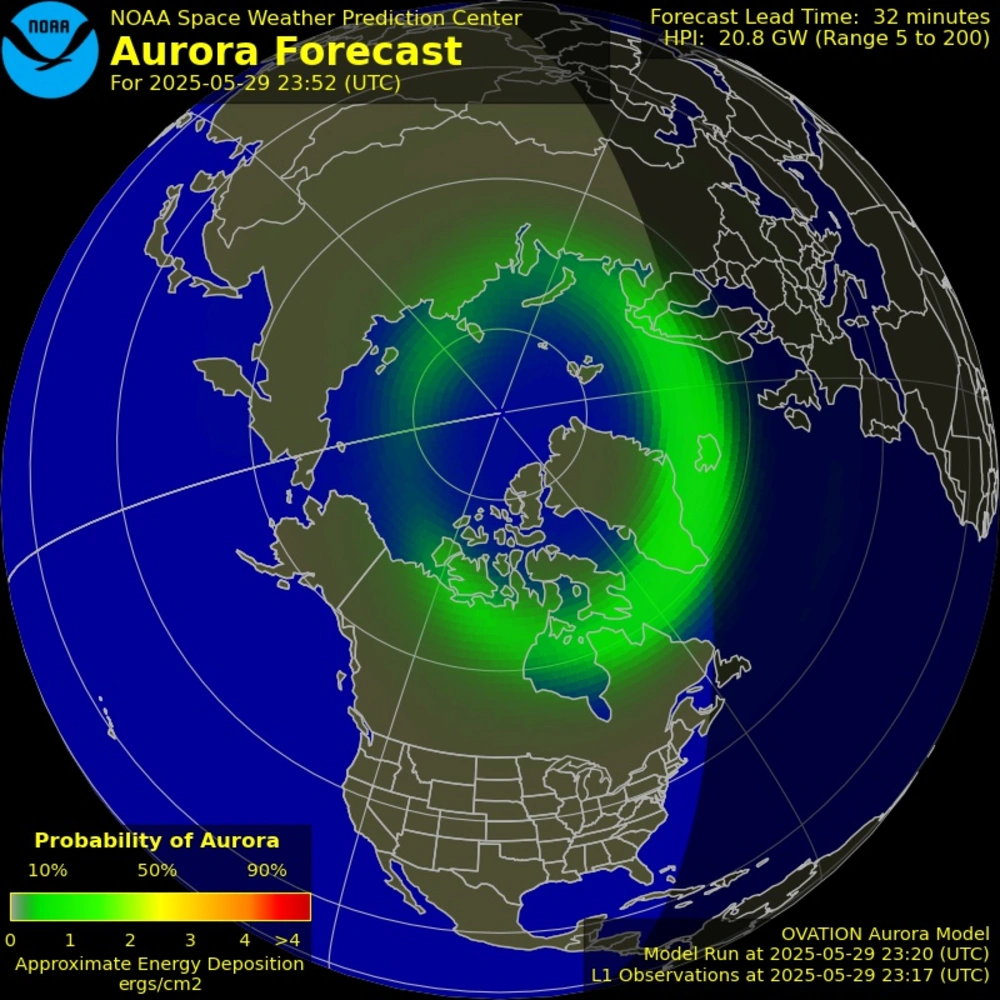 NOAA
NOAA Space Weather Prediction Center
Aurora Forecast
For 2025-05-29 23:52 (UTC)
Forecast Lead Time: 32 minutes
HPI: 20.8 GW (Range 5 to 200)
Probability of Aurora
10% 50% 90%
0 1 2 3 4 >4
Approximate Energy Deposition
ergs/cm2
OVATION Aurora Model
Model Run at 2025-05-29 23:20 (UTC)
L1 Observations at 2025-05-29 23:17 (UTC)